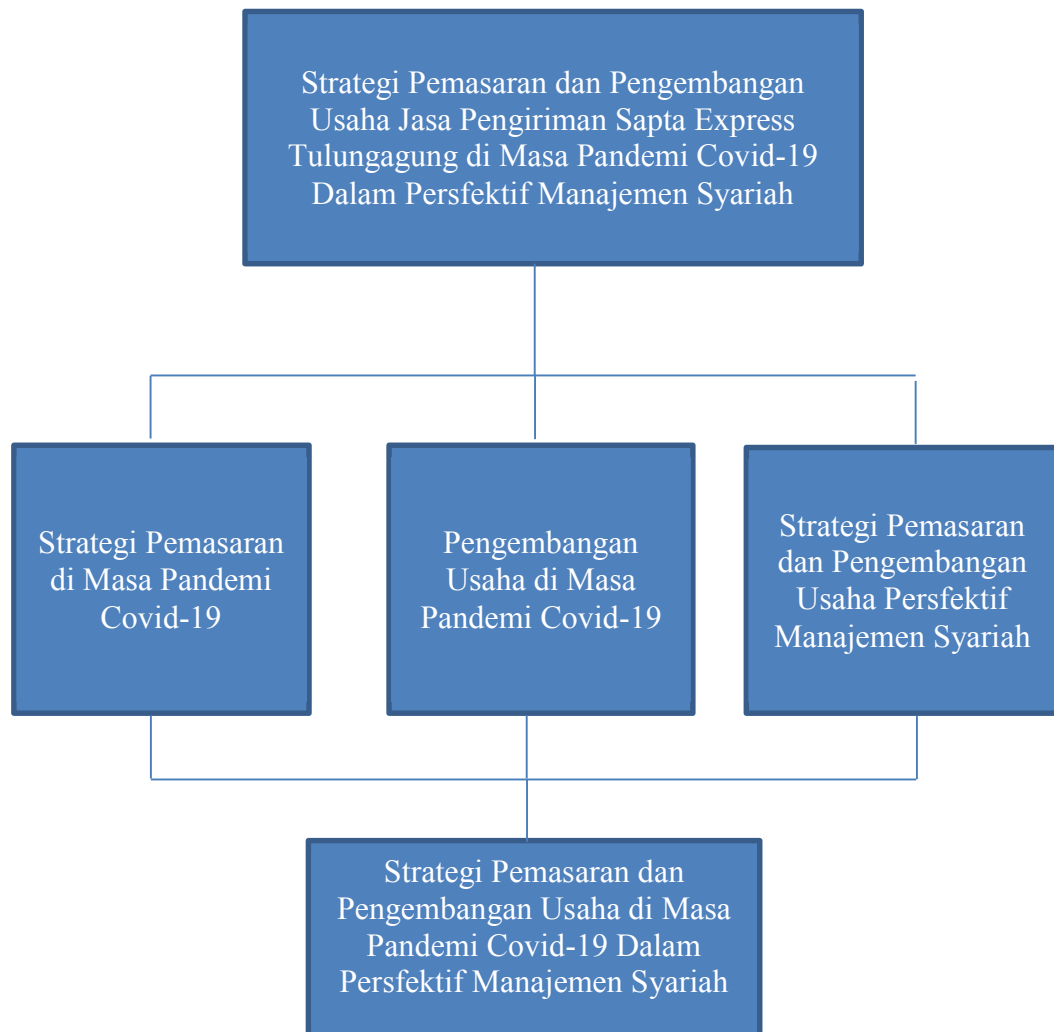 Strategi Pemasaran dan Pengembangan
Usaha Jasa Pengiriman Sapta Express
Tulungagung di Masa Pandemi Covid-19
Dalam Persfektif Manajemen Syariah
Strategi Pemasaran
di Masa Pandemi
Covid-19
Pengembangan
Usaha di Masa
Pandemi Covid-19
Strategi Pemasaran
dan Pengembangan
Usaha Persfektif
Manajemen Syariah
Strategi Pemasaran dan
Pengembangan Usaha di Masa
Pandemi Covid-19 Dalam
Persfektif Manajemen Syariah